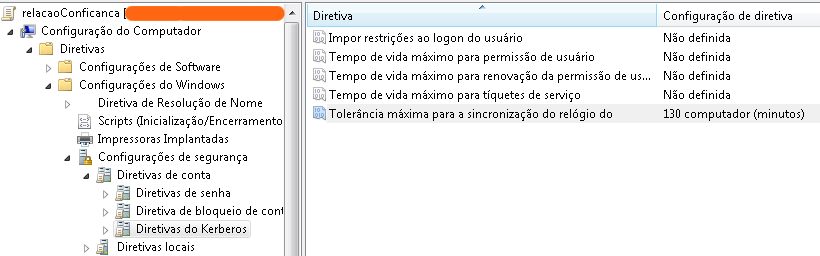 relacaoConficanca [
Configuração do Computador
Diretivas
Configurações de Software
Configurações do Windows
Diretiva de Resolução de Nome
Scripts (Inicialização/Encerramento
Impressoras Implantadas
Configurações de segurança
Diretivas de conta
Diretivas de senha
Diretiva de bloqueio de cont
Diretivas do Kerberos
Diretivas locais
Diretiva Configuração de diretiva
Impor restrições ao logon do usuário Não definida
Tempo de vida máximo para permissão de usuário Não definida
Tempo de vida máximo para renovação da permissão de us... Não definida
Tempo de vida máximo para tíquetes de serviço Não definida
Tolerância máxima para a sincronização do relógio do 130 computador (minutos)